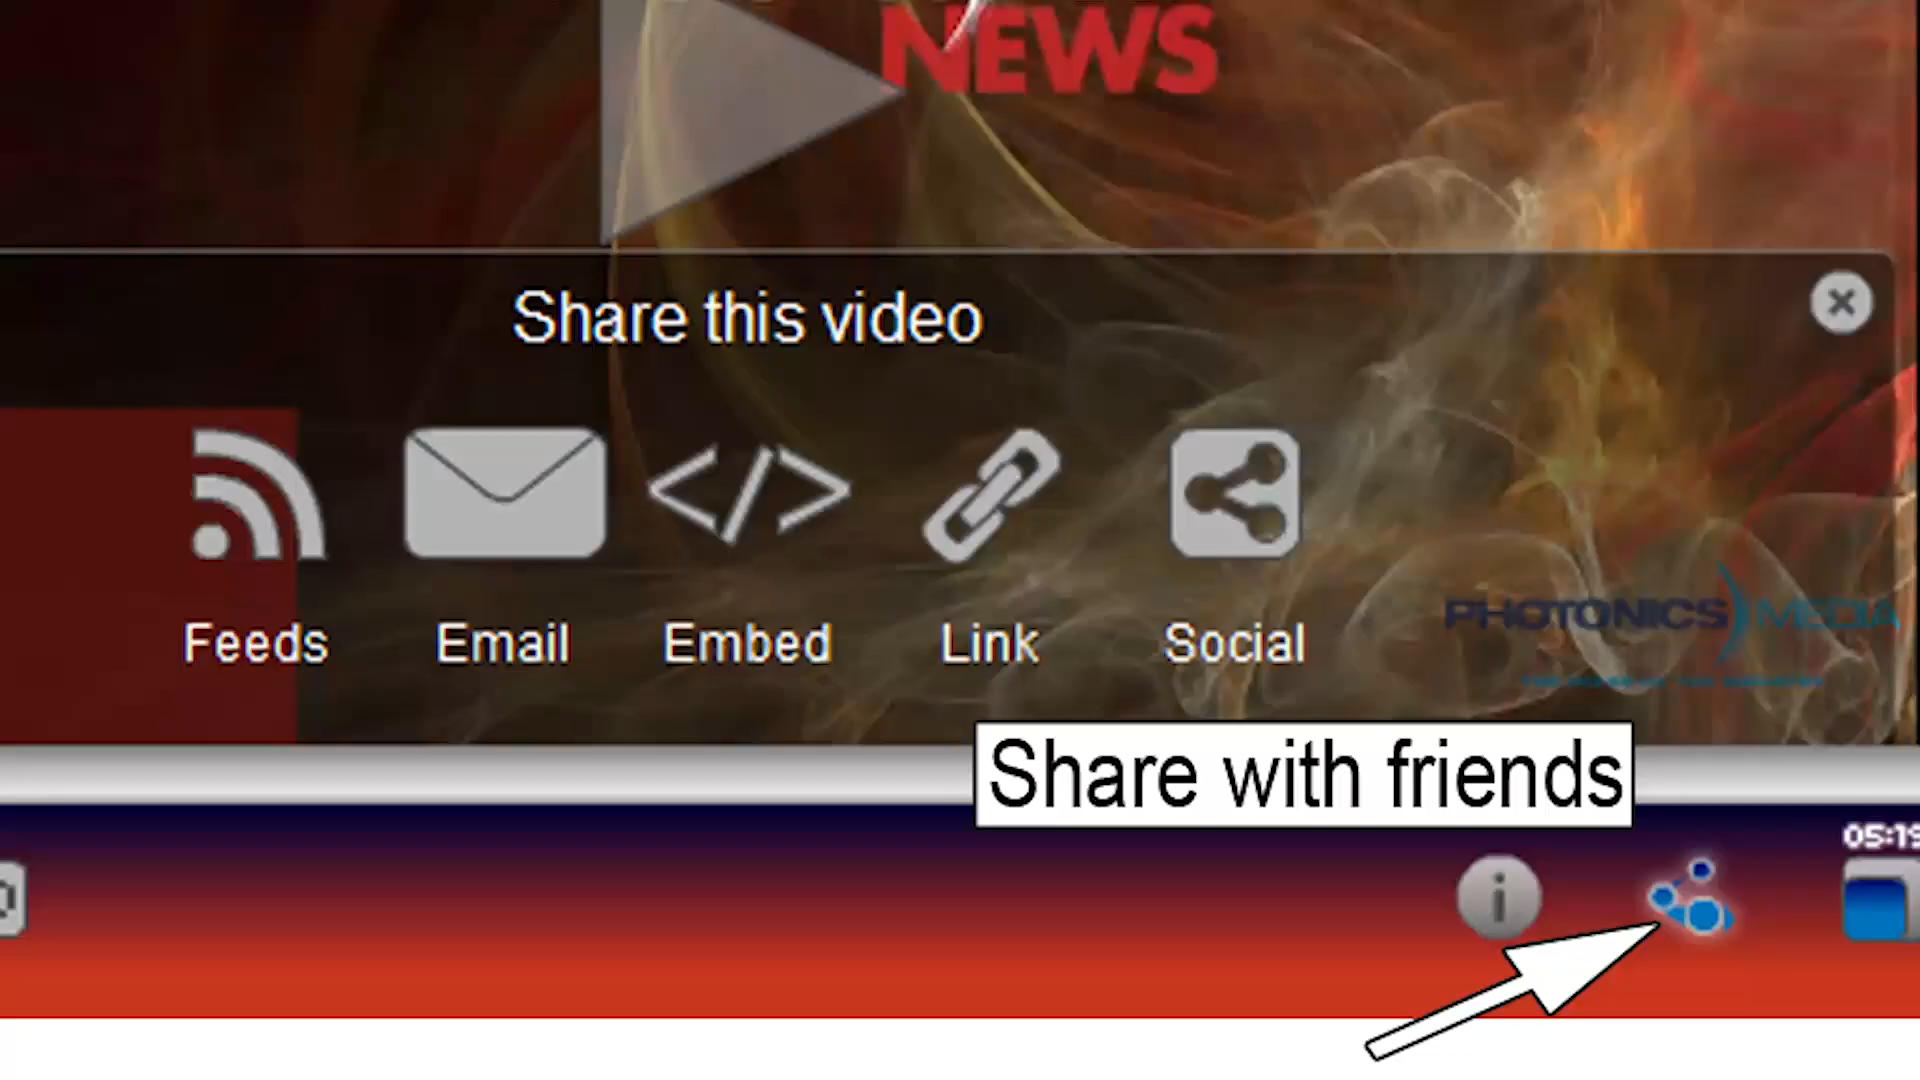 NEWS
Share this video
Feeds Email Embed Link Social
PHOTONICS MEDIA
Share with friends
i